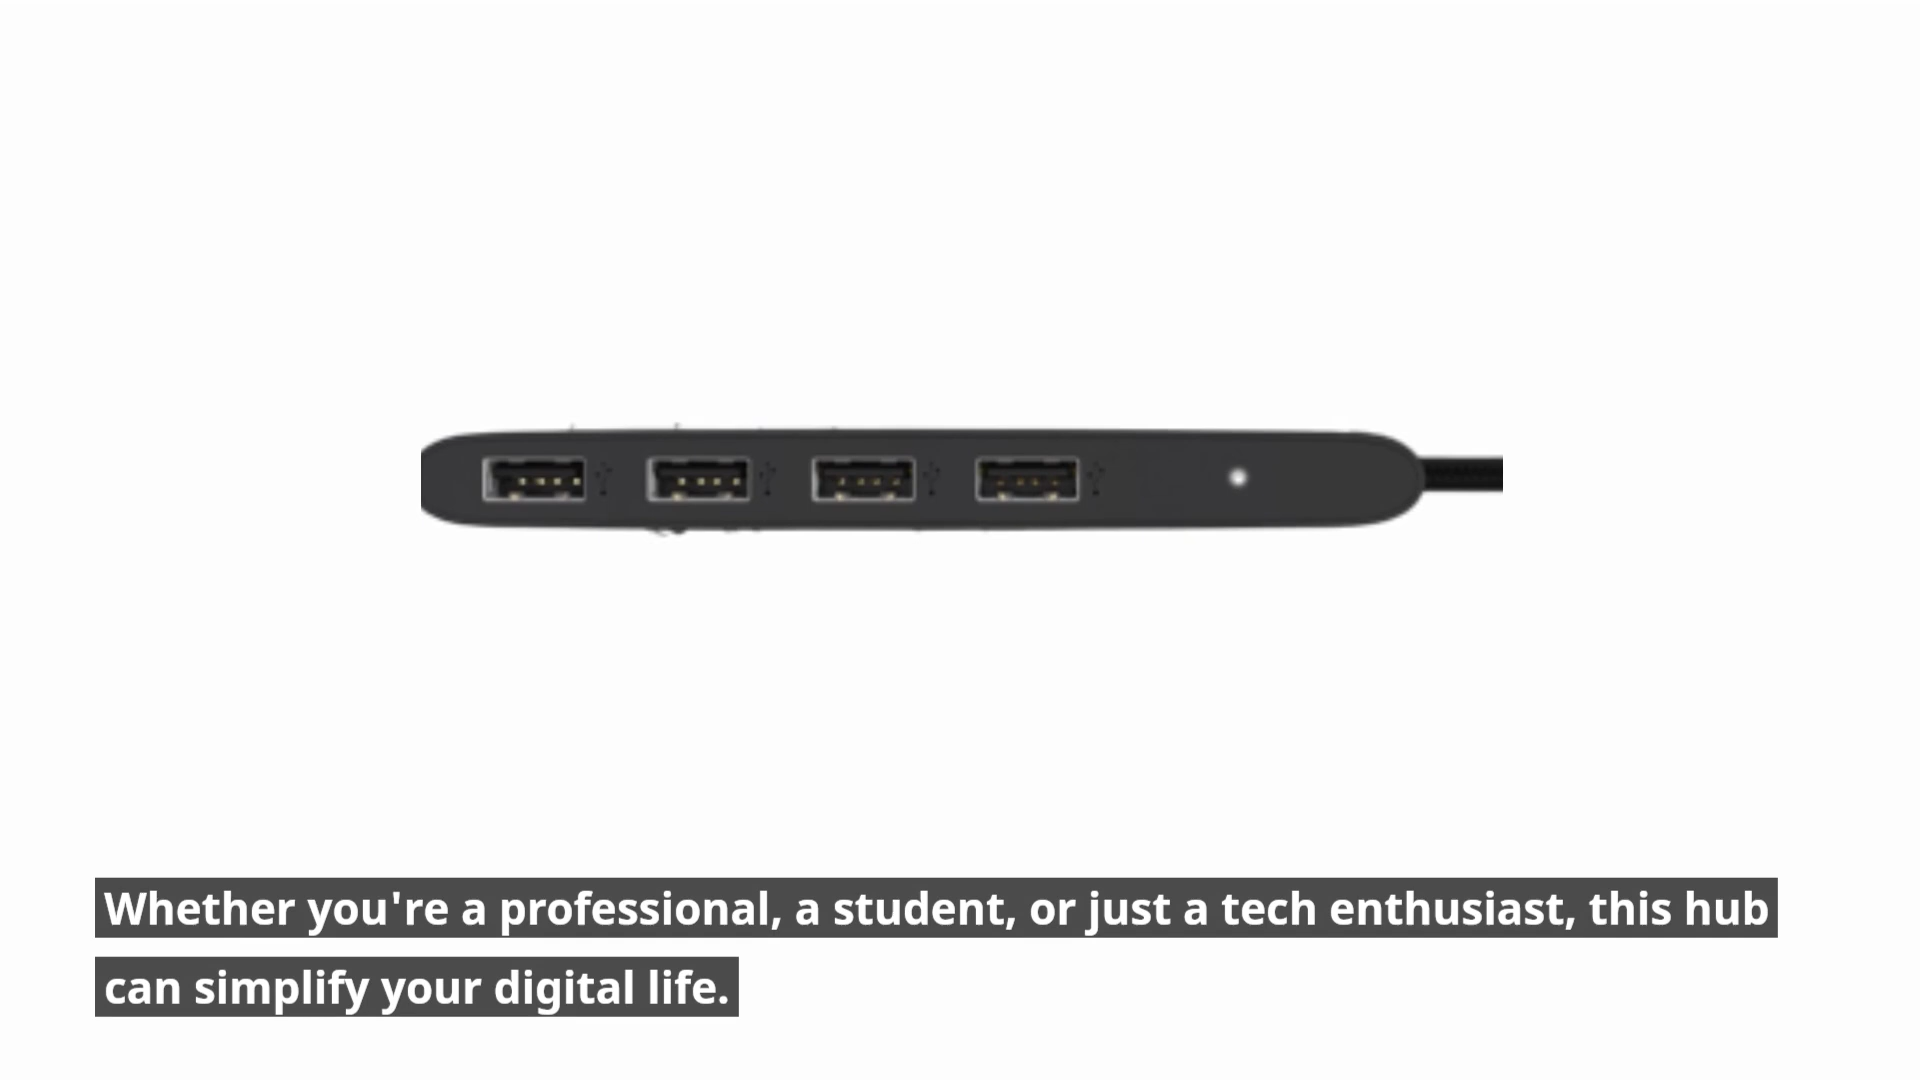 Whether you're a professional, a student, or just a tech enthusiast, this hub
can simplify your digital life.